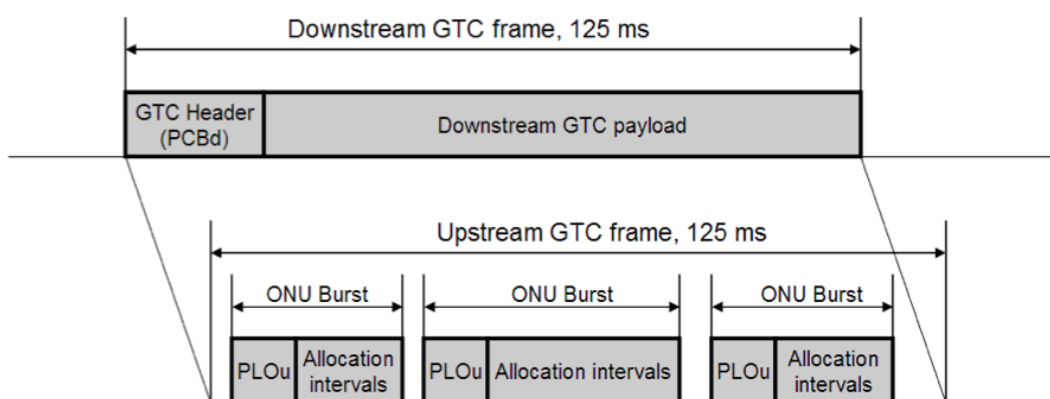 Downstream GTC frame, 125 ms
GTC Header
(PCBd)
Downstream GTC payload
Upstream GTC frame, 125 ms
ONU Burst
ONU Burst
ONU Burst
PLOu
Allocation
intervals
PLOu
Allocation intervals
PLOu
Allocation
intervals